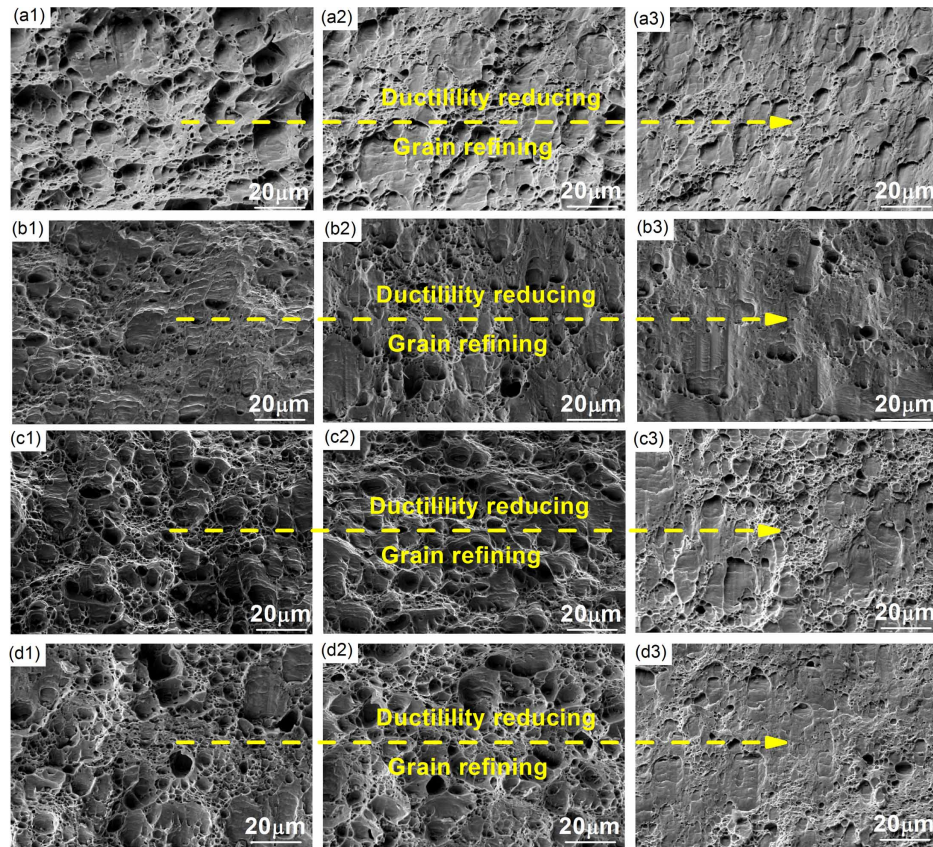 (a1) (a2) (a3)
Ductilility reducing
Grain refining
20μm 20μm 20μm
(b1) (b2) (b3)
Ductilility reducing
Grain refining
20μm 20μm 20μm
(c1) (c2) (c3)
Ductilility reducing
Grain refining
20μm 20μm 20μm
(d1) (d2) (d3)
Ductilility reducing
Grain refining
20μm 20μm 20μm